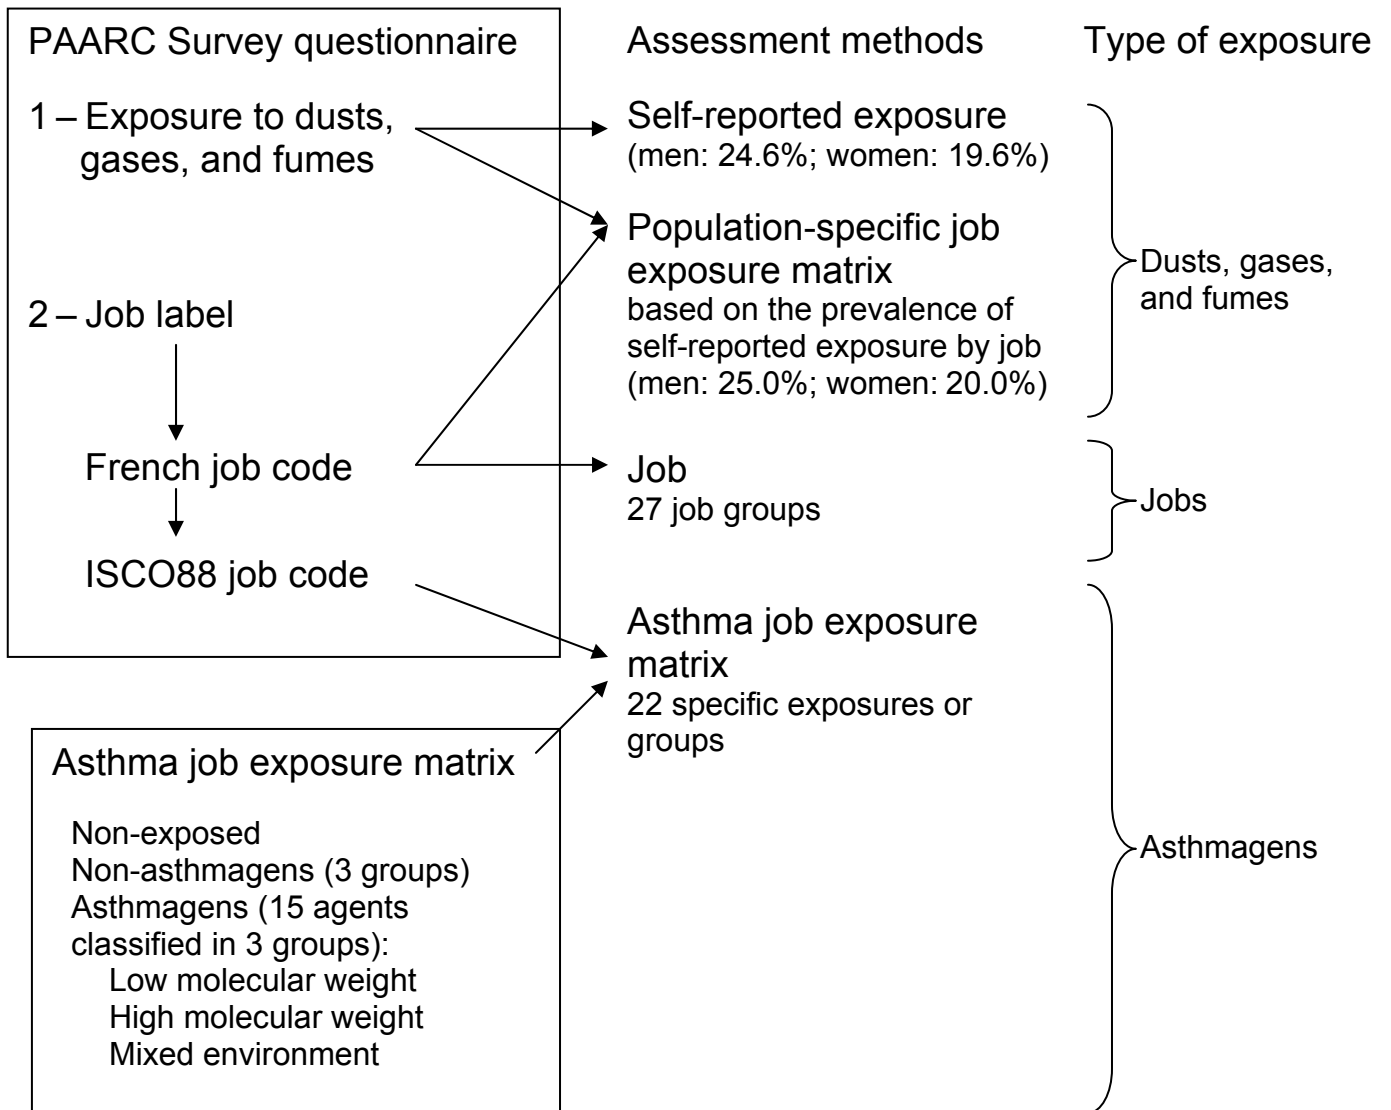 PAARC Survey questionnaire
1 – Exposure to dusts,
gases, and fumes
2 – Job label
French job code
ISCO88 job code
Asthma job exposure matrix
Non-exposed
Non-asthmagens (3 groups)
Asthmagens (15 agents
classified in 3 groups):
Low molecular weight
High molecular weight
Mixed environment
Assessment methods
Self-reported exposure
(men: 24.6%; women: 19.6%)
Population-specific job
exposure matrix
based on the prevalence of
self-reported exposure by job
(men: 25.0%; women: 20.0%)
Job
27 job groups
Asthma job exposure
matrix
22 specific exposures or
groups
Type of exposure
Dusts, gases,
and fumes
Jobs
Asthmagens